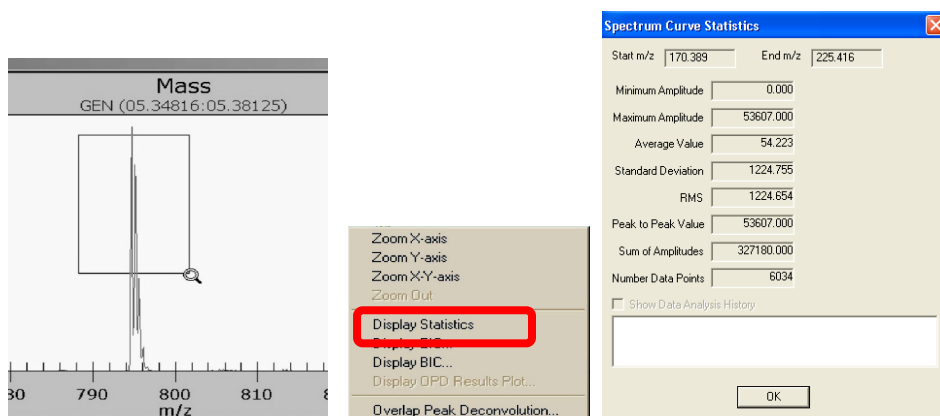 Mass
GEN (05.34816:05.38125)
790 800 810
m/z
Zoom X-axis
Zoom Y-axis
Zoom X-Y-axis
Zoom Out
Display Statistics
Display BIC...
Display OPD Results Plot...
Overlap Peak Deconvolution...
Spectrum Curve Statistics
Start m/z 170.389 End m/z 225.416
Minimum Amplitude 0.000
Maximum Amplitude 53607.000
Average Value 54.223
Standard Deviation 1224.755
RMS 1224.654
Peak to Peak Value 53607.000
Sum of Amplitudes 327180.000
Number Data Points 6034
Show Data Analysis History
OK